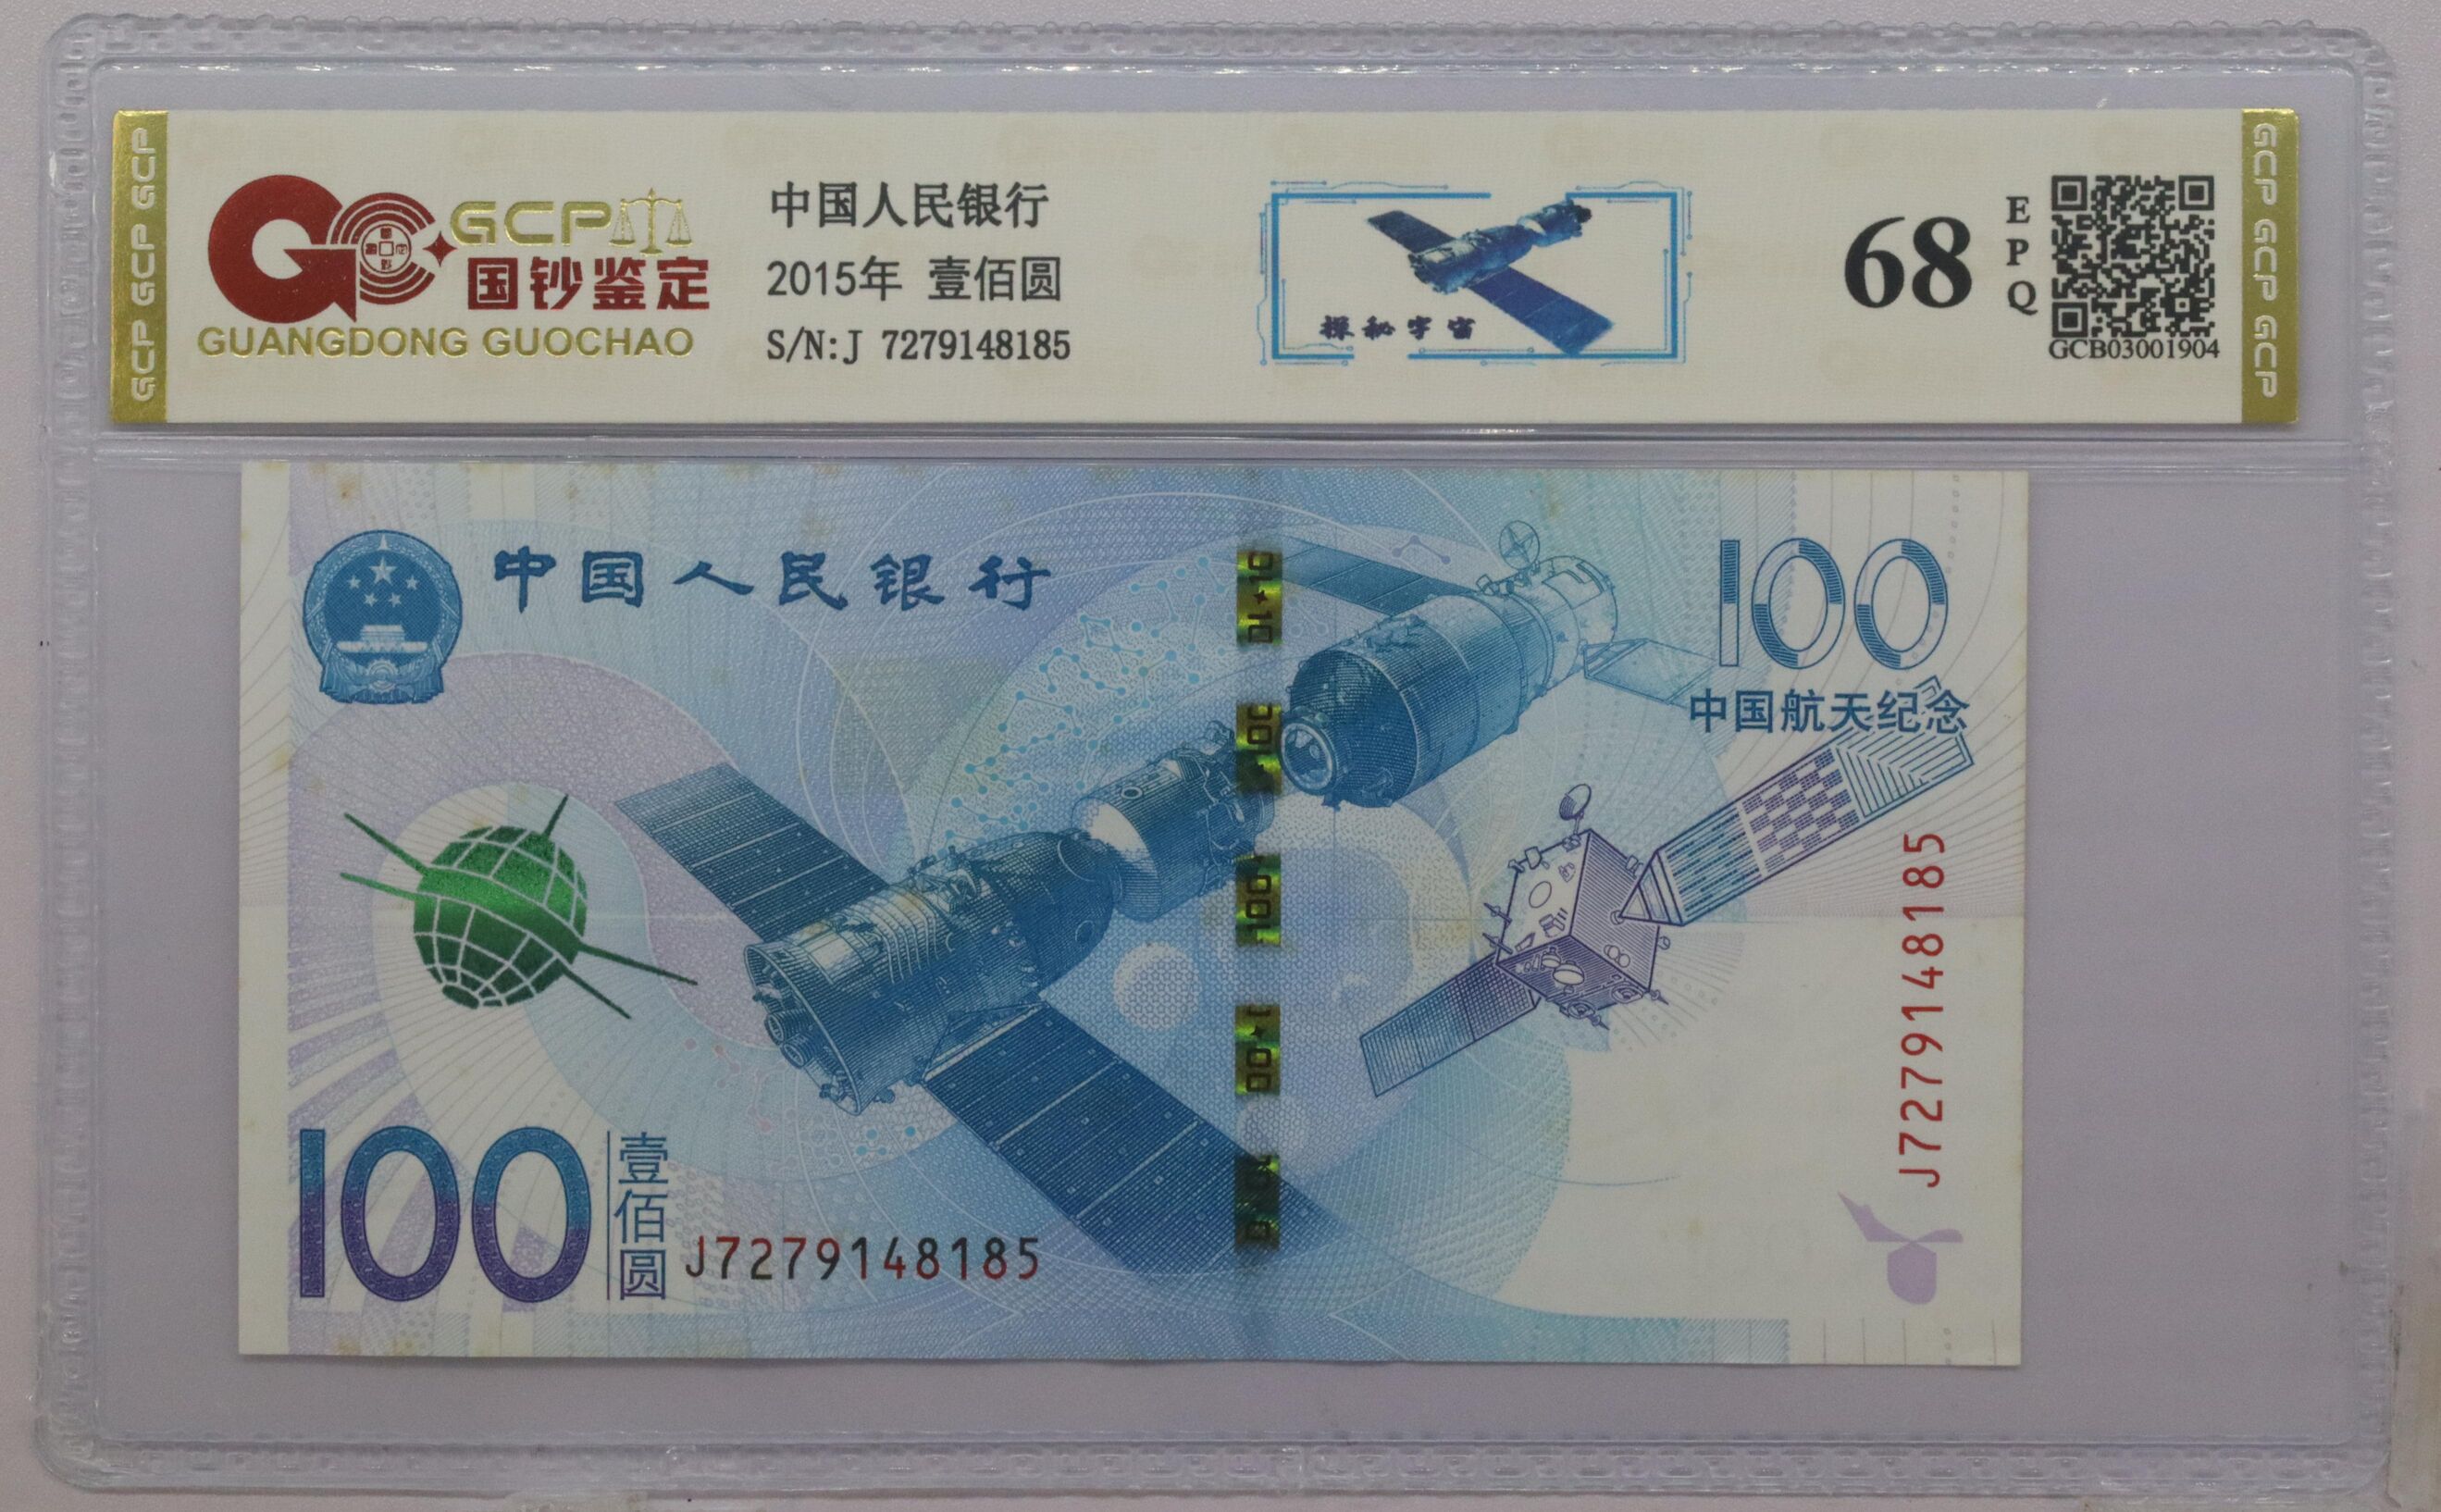 GCP GCP GCP
GCP
国钞鉴定
GUANGDONG GUOCHAO
中国人民银行
2015年 壹佰圆
S/N:J 7279148185
探秘宇宙
68
EPQ
GCB03001904
GCP GCP GCP
中国人民银行
100
中国航天纪念
J7279148185
100
壹佰圆
J7279148185